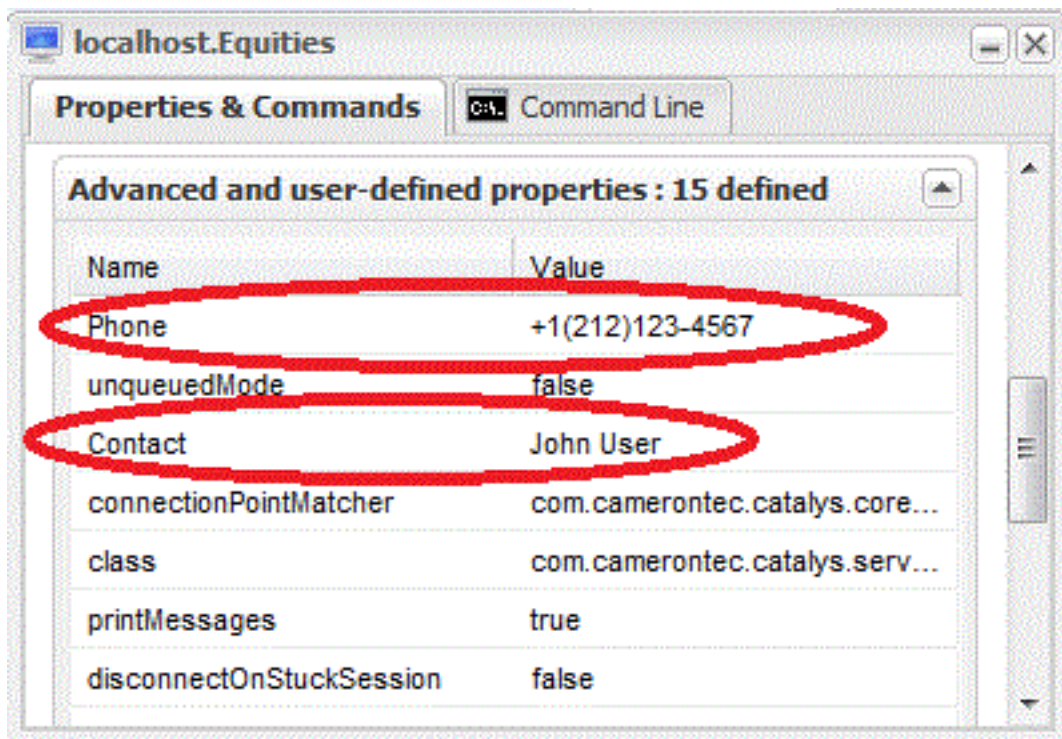 localhost.Equities
Properties & Commands C:\. Command Line
Advanced and user-defined properties : 15 defined
Name Value
Phone +1(212)123-4567
unqueuedMode false
Contact John User
connectionPointMatcher com.camerontec.catalys.core...
class com.camerontec.catalys.serv...
printMessages true
disconnectOnStuckSession false